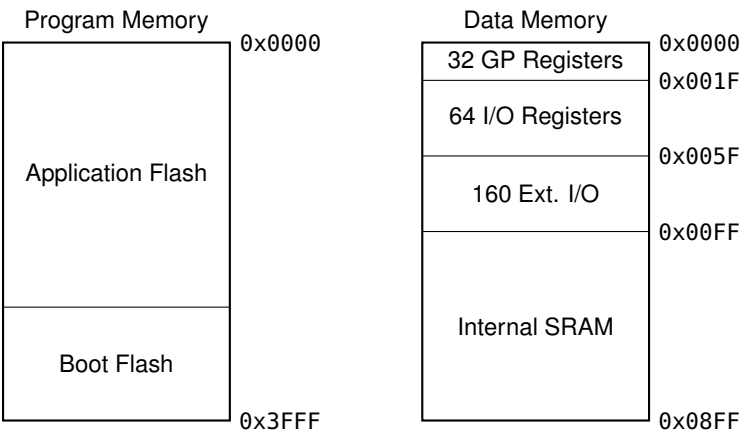 Program Memory
0x0000
Application Flash
Boot Flash
0x3FFF
Data Memory
0x0000
32 GP Registers
0x001F
64 I/O Registers
0x005F
160 Ext. I/O
0x00FF
Internal SRAM
0x08FF